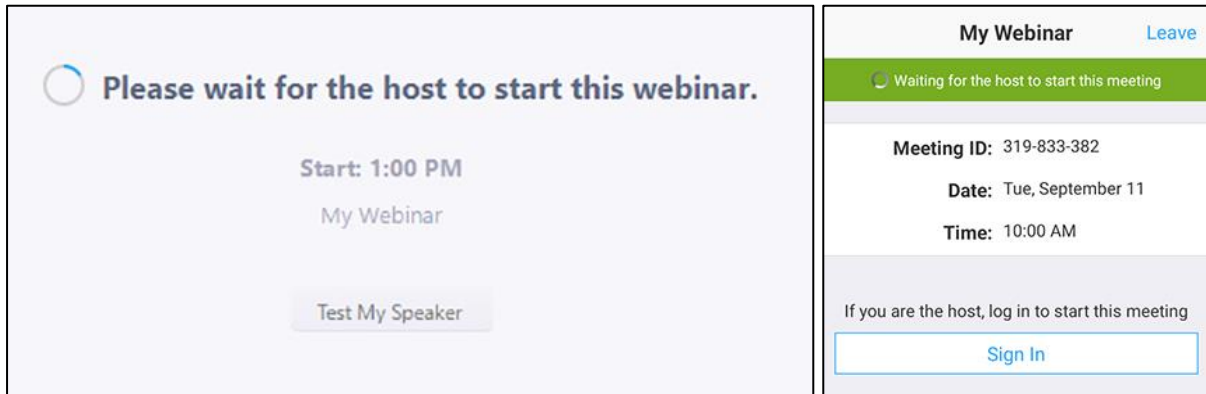 Please wait for the host to start this webinar.
Start: 1:00 PM
My Webinar
Test My Speaker
My Webinar Leave
Waiting for the host to start this meeting
Meeting ID: 319-833-382
Date: Tue, September 11
Time: 10:00 AM
If you are the host, log in to start this meeting
Sign In